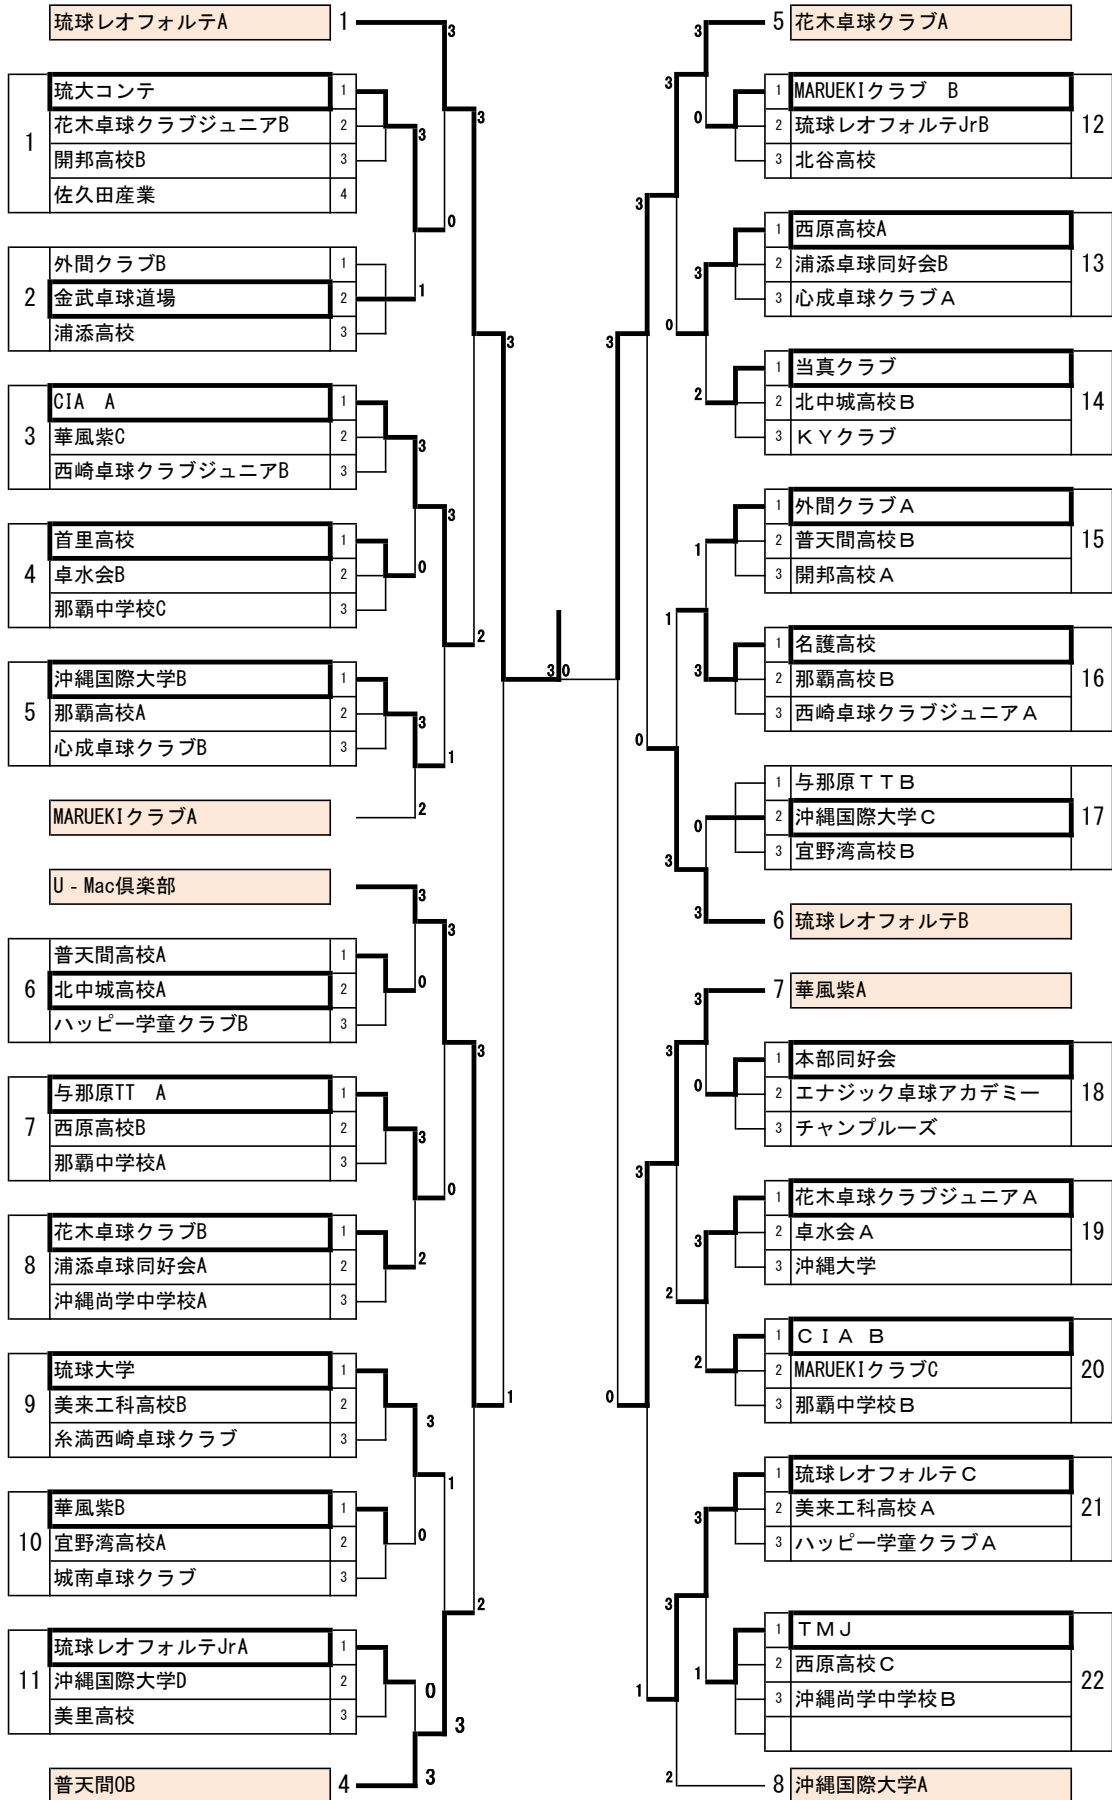 琉球レオフォルテA 1
1
琉大コンテ 1
花木卓球クラブジュニアB 2
開邦高校B 3
佐久田産業 4
2
外間クラブB 1
金武卓球道場 2
浦添高校 3
3
CIA A 1
華風紫C 2
西崎卓球クラブジュニアB 3
4
首里高校 1
卓水会B 2
那覇中学校C 3
5
沖縄国際大学B 1
那覇高校A 2
心成卓球クラブB 3
MARUEKIクラブA
U‐Mac倶楽部
6
普天間高校A 1
北中城高校A 2
ハッピー学童クラブB 3
7
与那原TT A 1
西原高校B 2
那覇中学校A 3
8
花木卓球クラブB 1
浦添卓球同好会A 2
沖縄尚学中学校A 3
9
琉球大学 1
美来工科高校B 2
糸満西崎卓球クラブ 3
10
華風紫B 1
宜野湾高校A 2
城南卓球クラブ 3
11
琉球レオフォルテJrA 1
沖縄国際大学D 2
美里高校 3
普天間OB 4
3
3
3
0
1
3
3
3
0
2
3
1
2
3
3
0
3
3
0
2
1
3
1
0
2
0
3
3
3 0
3
3
0
3
3
0
2
3
1
1
3
0
0
3
3
3
3
0
3
3
2
2
0
3
3
1
1
2
5 花木卓球クラブA
1 MARUEKIクラブ B
2 琉球レオフォルテJrB
3 北谷高校
12
1 西原高校A
2 浦添卓球同好会B
3 心成卓球クラブA
13
1 当真クラブ
2 北中城高校B
3 KYクラブ
14
1 外間クラブA
2 普天間高校B
3 開邦高校A
15
1 名護高校
2 那覇高校B
3 西崎卓球クラブジュニアA
16
1 与那原TTB
2 沖縄国際大学C
3 宜野湾高校B
17
6 琉球レオフォルテB
7 華風紫A
1 本部同好会
2 エナジック卓球アカデミー
3 チャンプルーズ
18
1 花木卓球クラブジュニアA
2 卓水会A
3 沖縄大学
19
1 CIA B
2 MARUEKIクラブC
3 那覇中学校B
20
1 琉球レオフォルテC
2 美来工科高校A
3 ハッピー学童クラブA
21
1 TMJ
2 西原高校C
3 沖縄尚学中学校B
22
8 沖縄国際大学A